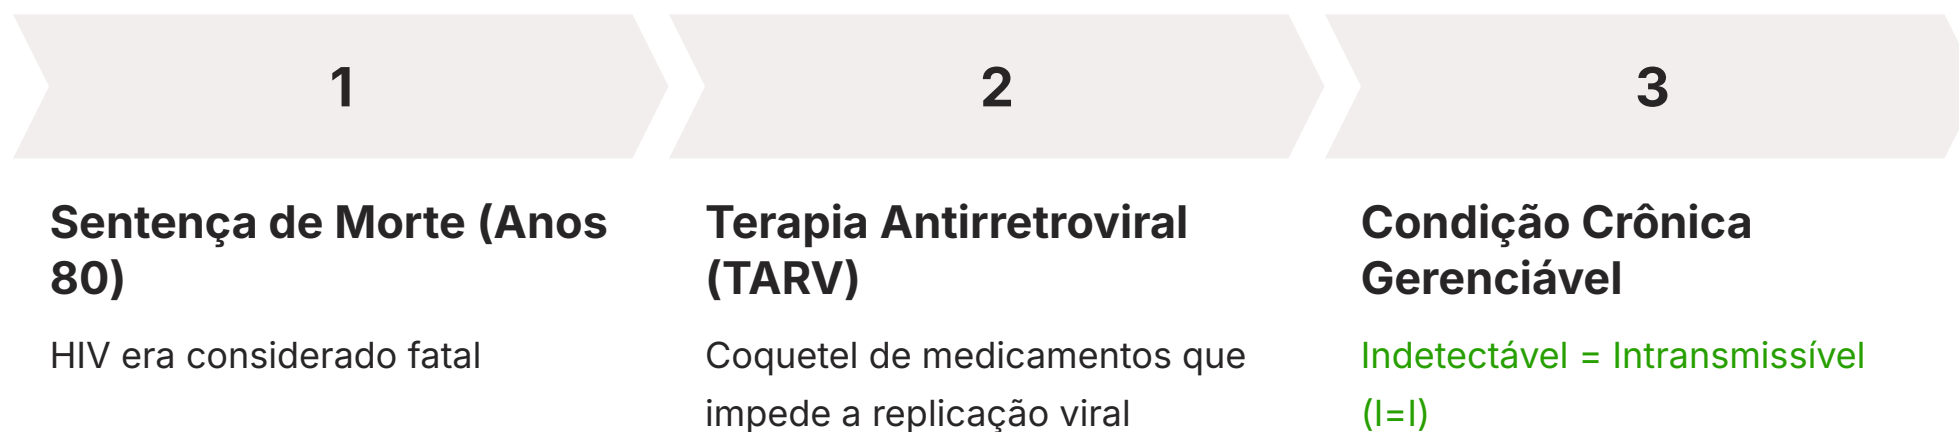 1
Sentença de Morte (Anos
80)
HIV era considerado fatal
2
Terapia Antirretroviral
(TARV)
Coquetel de medicamentos que
impede a replicação viral
3
Condição Crônica
Gerenciável
Indetectável = Intransmissível
(I=I)